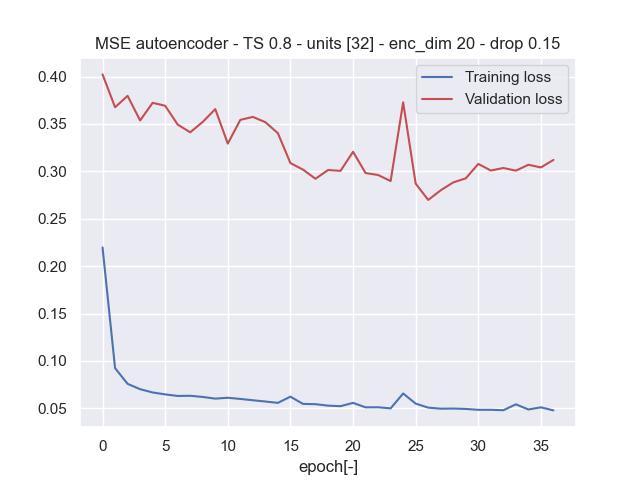 MSE autoencoder - TS 0.8 - units [32] - enc_dim 20 - drop 0.15
Training loss
Validation loss
0.40
0.35
0.30
0.25
0.20
0.15
0.10
0.05
0 5 10 15 20 25 30 35
epoch[-]